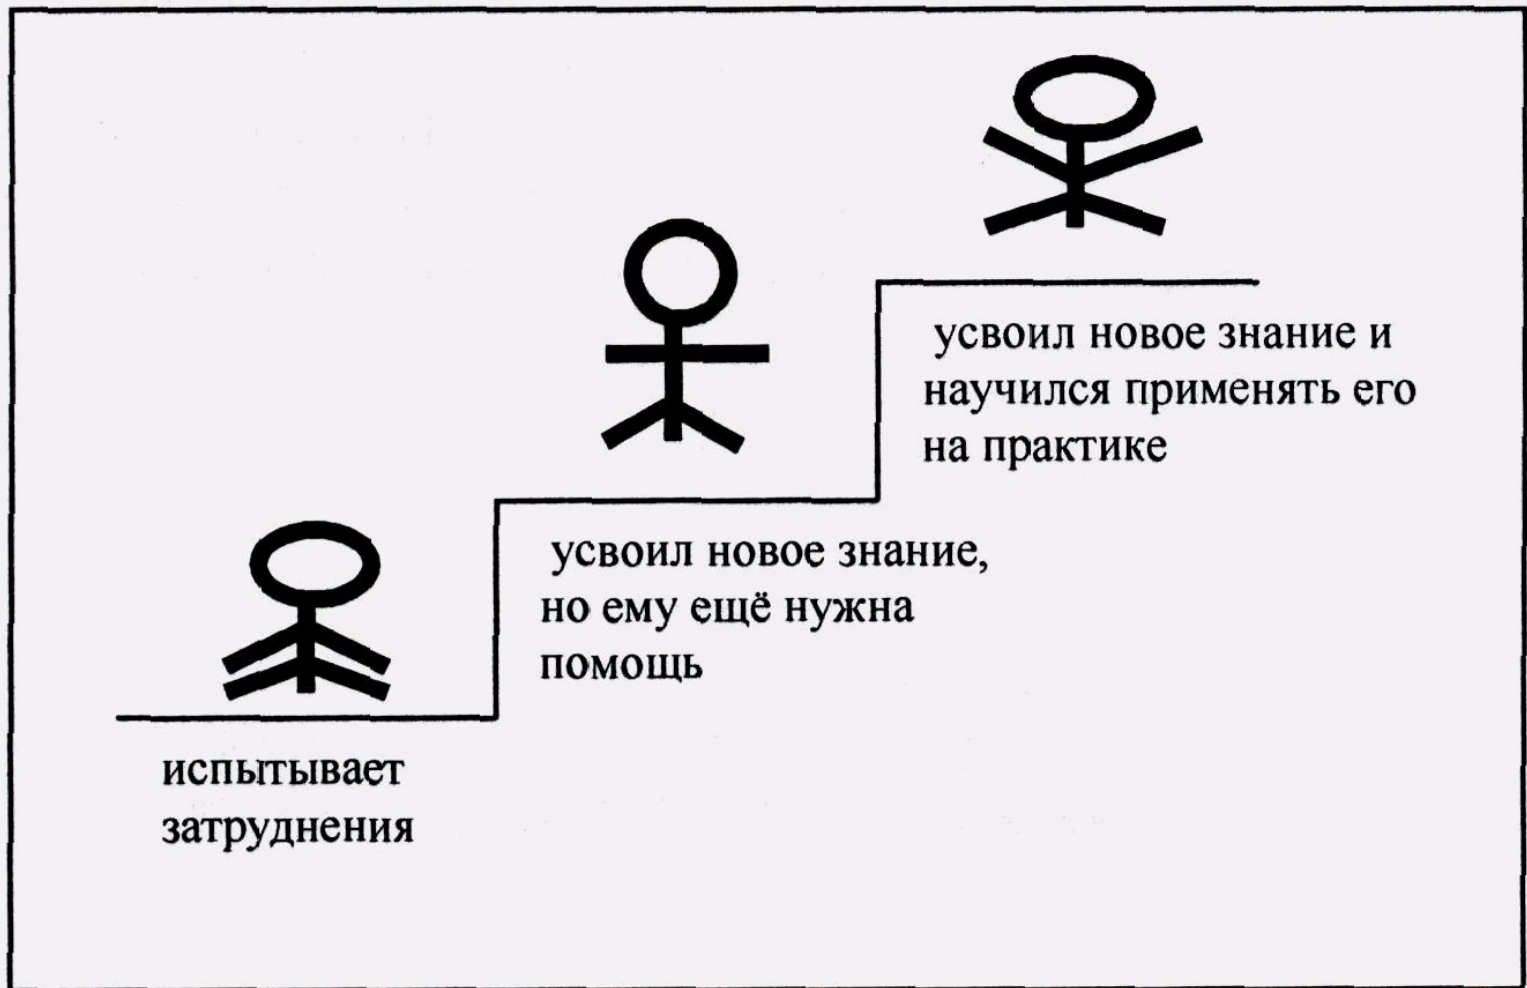 усвоил новое знание и
научился применять его
на практике
усвоил новое знание,
но ему ещё нужна
помощь
испытывает
затруднения